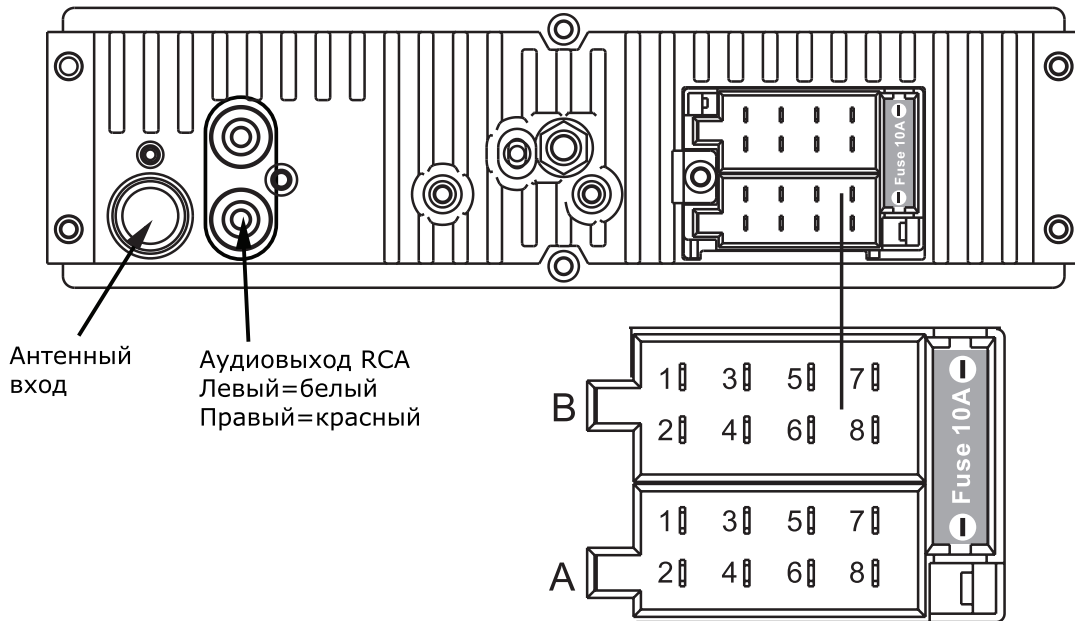 Fuse 10A
Антенный
вход
Аудиовыход RCA
Левый=белый
Правый=красный
B
1 3 5 7
2 4 6 8
A
1 3 5 7
2 4 6 8
Fuse 10A